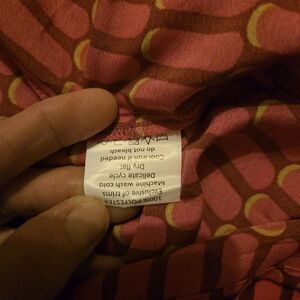 100% POLYESTER
Exclusive of trims
Machine wash cold
Delicate cycle
Dry flat
Cool iron if needed
do not bleach